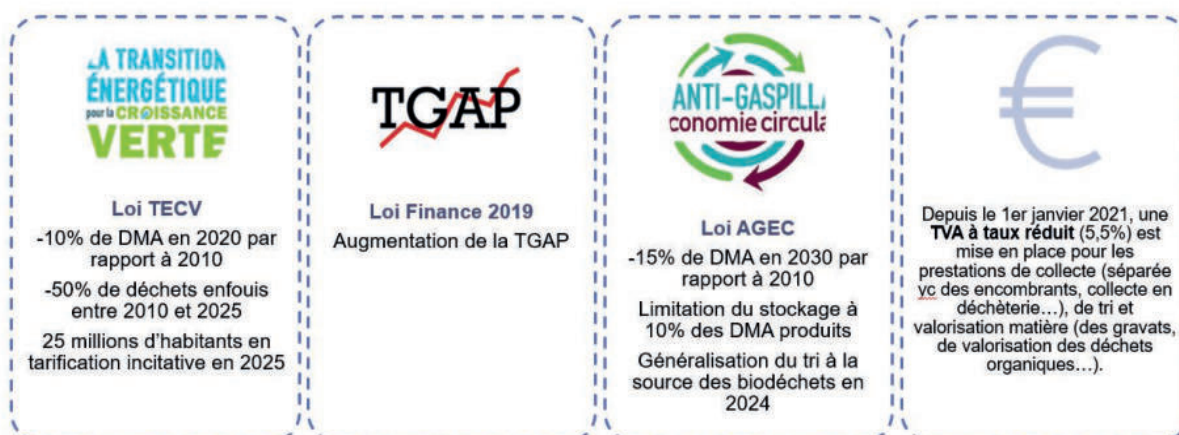 LA TRANSITION
ÉNERGÉTIQUE
pour la CROISSANCE
VERTE
Loi TECV
-10% de DMA en 2020 par
rapport à 2010
-50% de déchets enfouis
entre 2010 et 2025
25 millions d'habitants en
tarification incitative en 2025
TGAP
Loi Finance 2019
Augmentation de la TGAP
ANTI-GASPILL
conomie circula
Loi AGEC
-15% de DMA en 2030 par
rapport à 2010
Limitation du stockage à
10% des DMA produits
Généralisation du tri à la
source des biodéchets en
2024
€
Depuis le 1er janvier 2021, une
TVA à taux réduit (5,5%) est
mise en place pour les
prestations de collecte (séparée
yc des encombrants, collecte en
déchèterie…), de tri et
valorisation matière (des gravats,
de valorisation des déchets
organiques…).